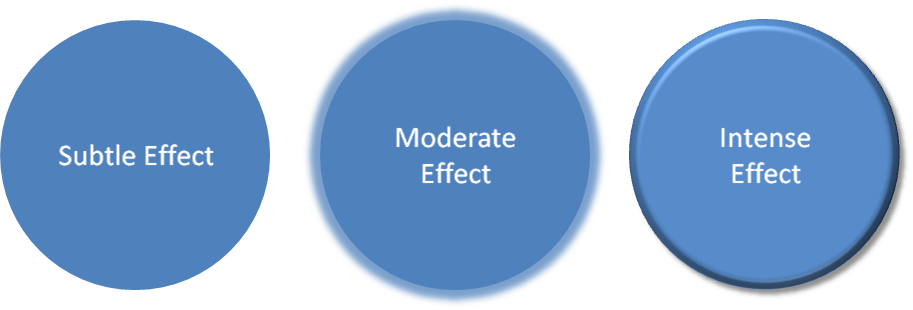 Subtle Effect
Moderate
Effect
Intense
Effect